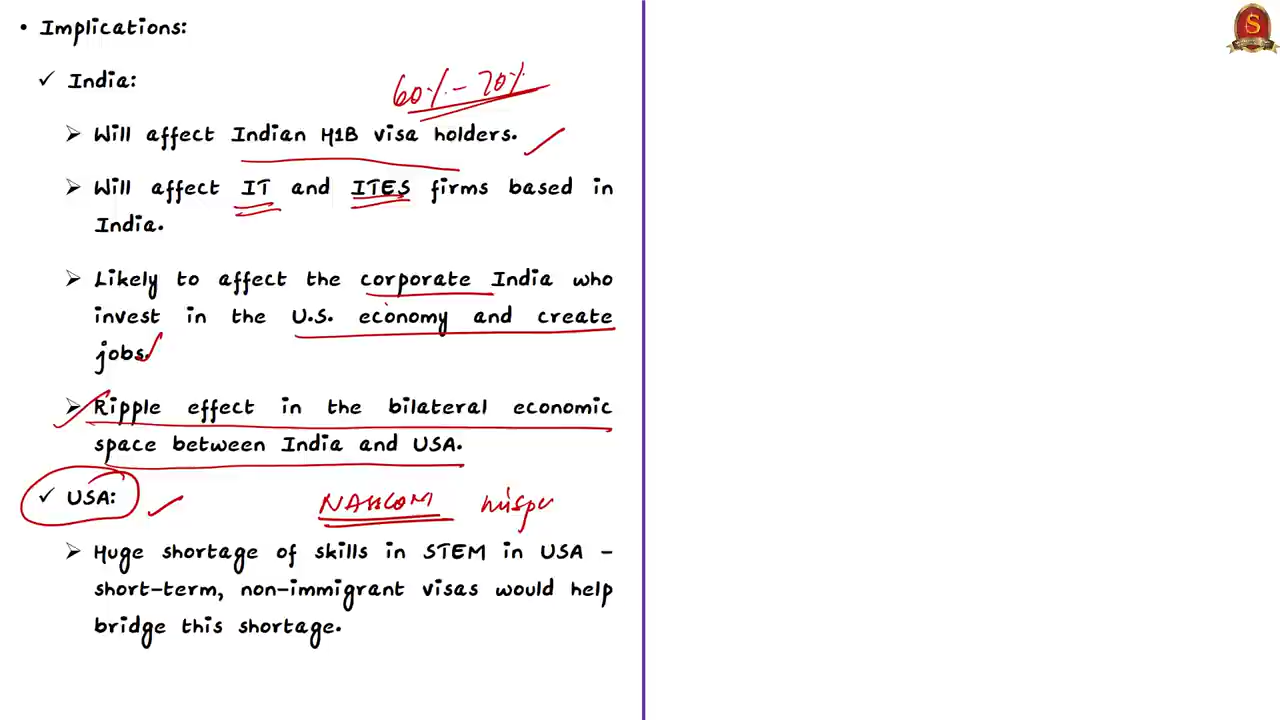 • Implications:
✓ India:
60% - 70%
➢ Will affect Indian H1B visa holders.
➢ Will affect IT and ITES firms based in
India.
➢ Likely to affect the corporate India who
invest in the U.S. economy and create
jobs.
➢ Ripple effect in the bilateral economic
space between India and USA.
✓ USA:
➢ Huge shortage of skills in STEM in USA –
short-term, non-immigrant visas would help
bridge this shortage.
S